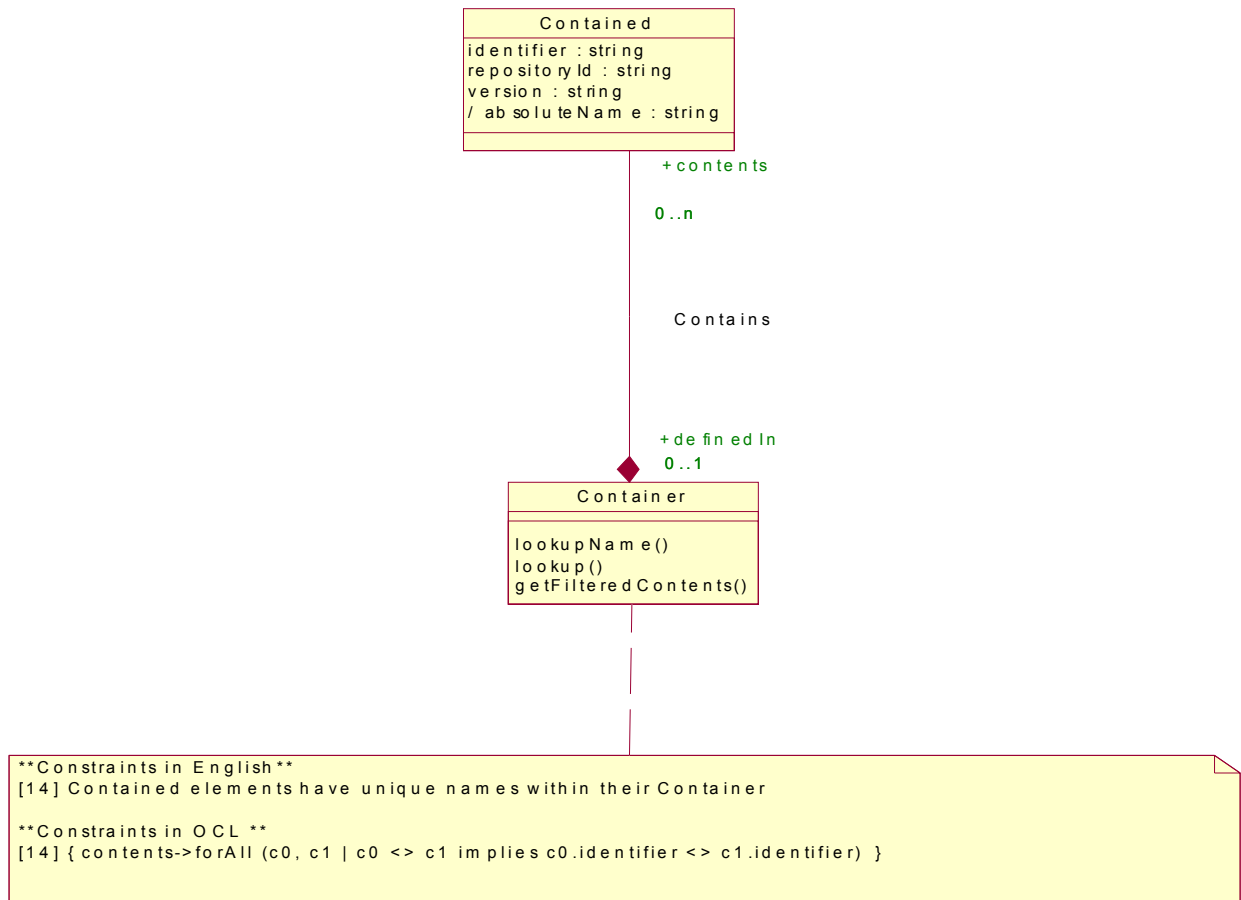 Contained
identifier : string
repositoryId : string
version : string
/ absoluteName : string
+contents
0..n
Contains
+definedIn
0..1
Container
lookupName()
lookup()
getFilteredContents()
**Constraints in English**
[14] Contained elements have unique names within their Container
**Constraints in OCL **
[14] { contents->forAll (c0, c1 | c0 <> c1 implies c0.identifier <> c1.identifier) }